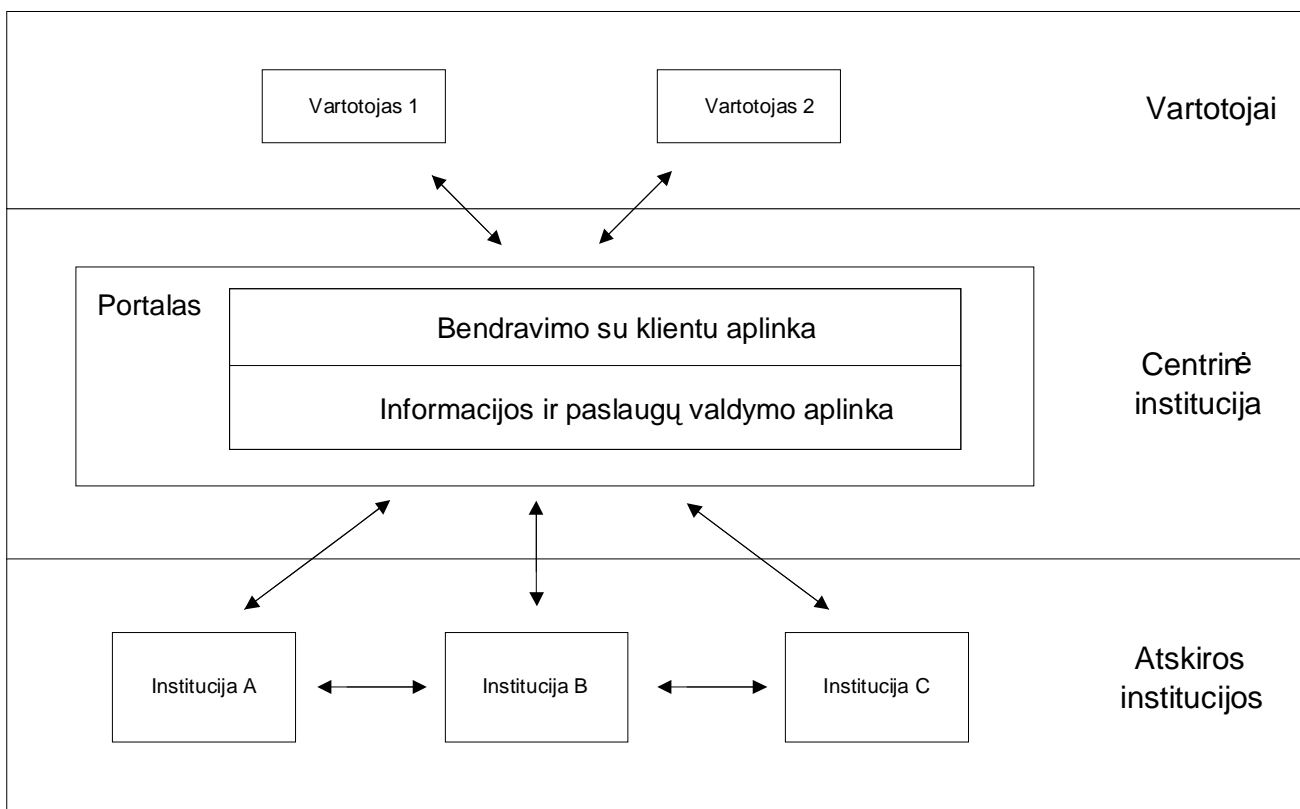 Vartotojas 1
Vartotojas 2
Vartotojai
Portalas
Bendravimo su klientu aplinka
Informacijos ir paslaugų valdymo aplinka
Centrinė
institucija
Institucija A
Institucija B
Institucija C
Atskiros
institucijos